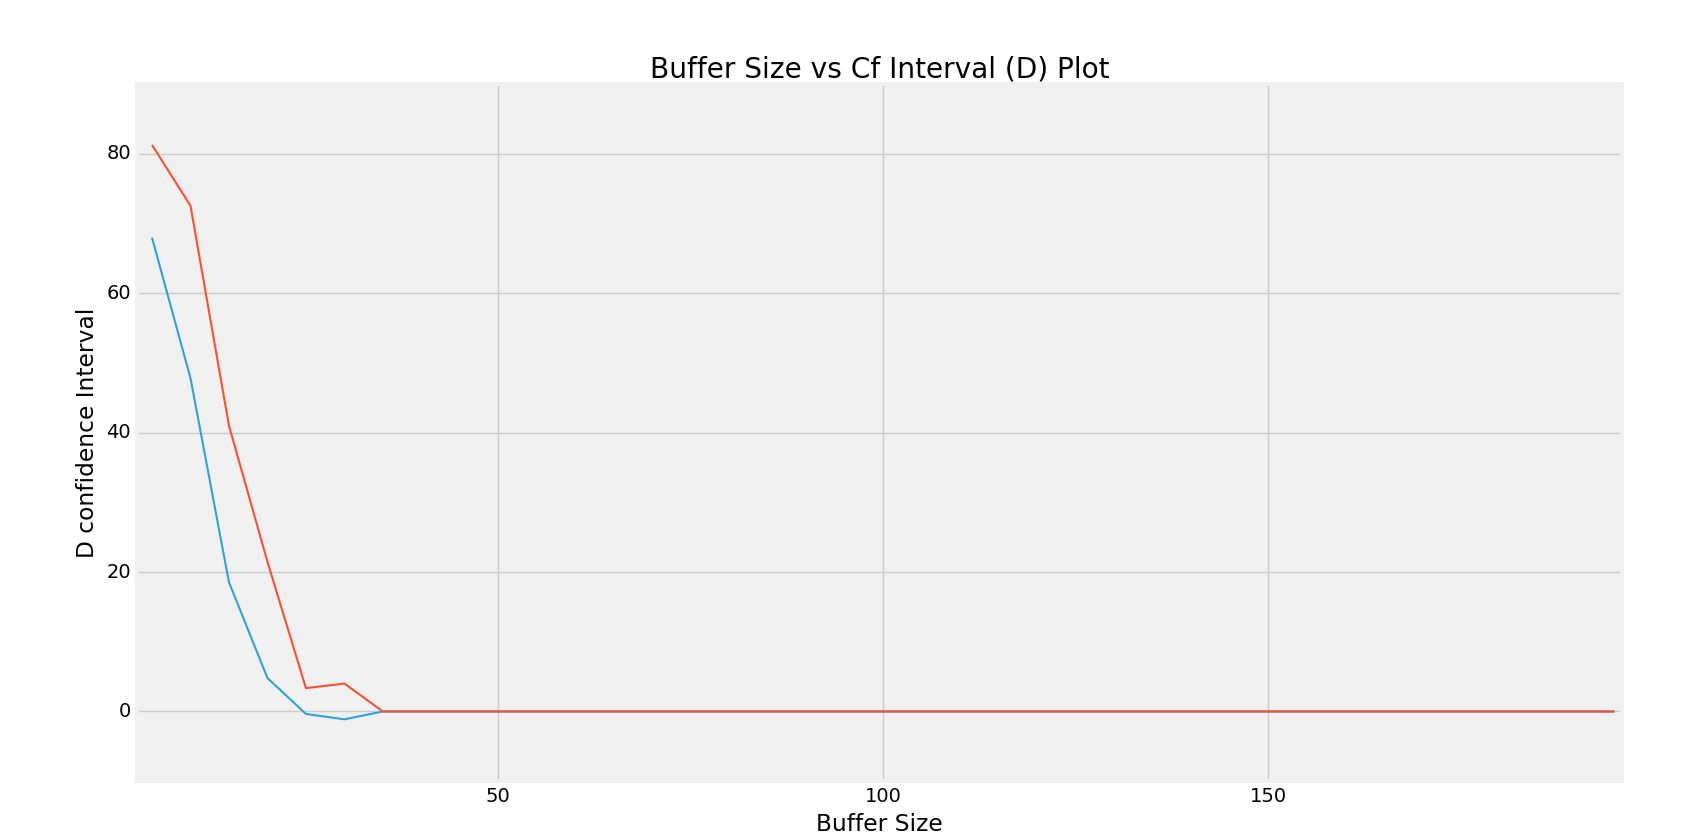 Buffer Size vs Cf Interval (D) Plot
80
60
40
20
0
D confidence Interval
50 100 150
Buffer Size